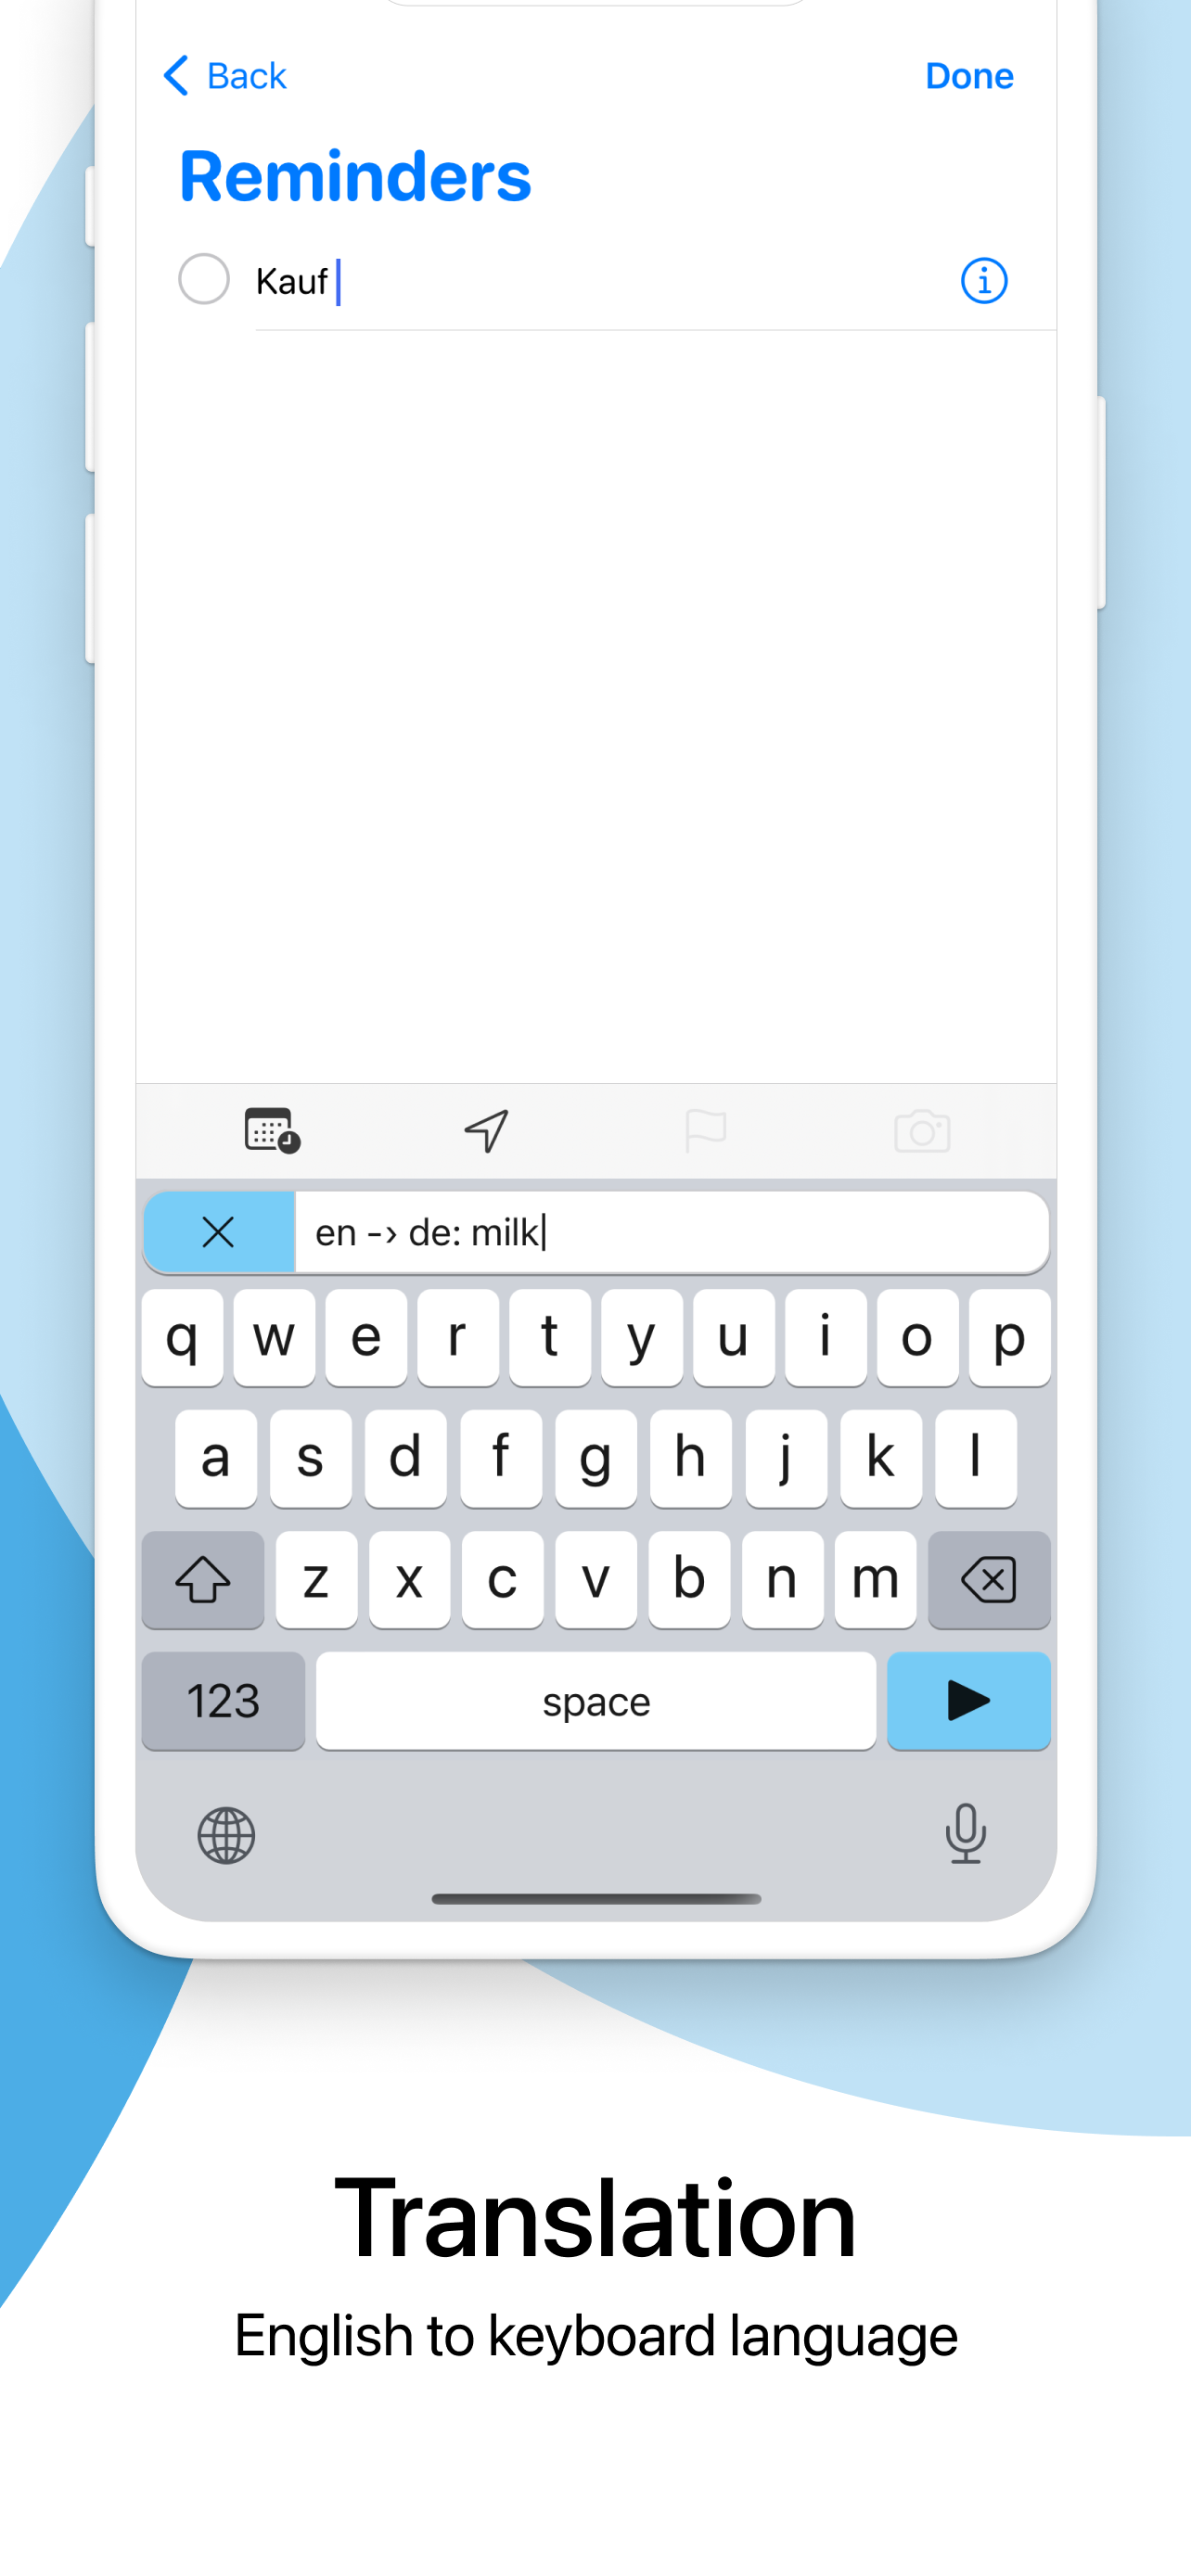 Back Done
Reminders
Kauf
en -› de: milk
q w e r t y u i o p
a s d f g h j k l
z x c v b n m
123 space
Translation
English to keyboard language